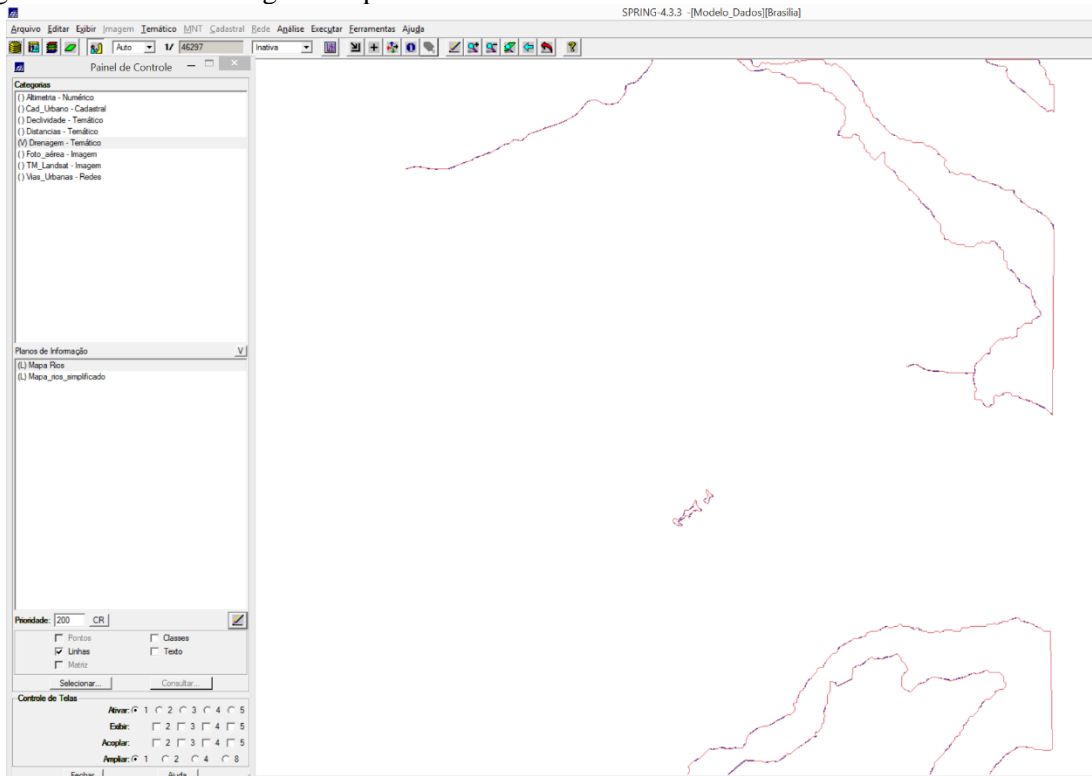 SPRING-4.3.3 -[Modelo_Dados][Brasilia]
Arquivo Editar Exibir Imagem Temático MNT Cadastral Rede Análise Executar Ferramentas Ajuda
Auto 1/ 46297 Inativa
Painel de Controle
Categorias
( ) Altimetria - Numérico
( ) Cad_Urbano - Cadastral
( ) Declividade - Temático
( ) Distancias - Temático
(V) Drenagem - Temático
( ) Foto_aérea - Imagem
( ) TM_Landsat - Imagem
( ) Vias_Urbanas - Redes
Planos de Informação V
(L) Mapa Rios
(L) Mapa_rios_simplificado
Prioridade: 200 CR
Pontos Classes
Linhas Texto
Matriz
Selecionar... Consultar...
Controle de Telas
Ativar: 1 2 3 4 5
Exibir: 2 3 4 5
Acoplar: 2 3 4 5
Ampliar: 1 2 4 8
Fechar Ajuda